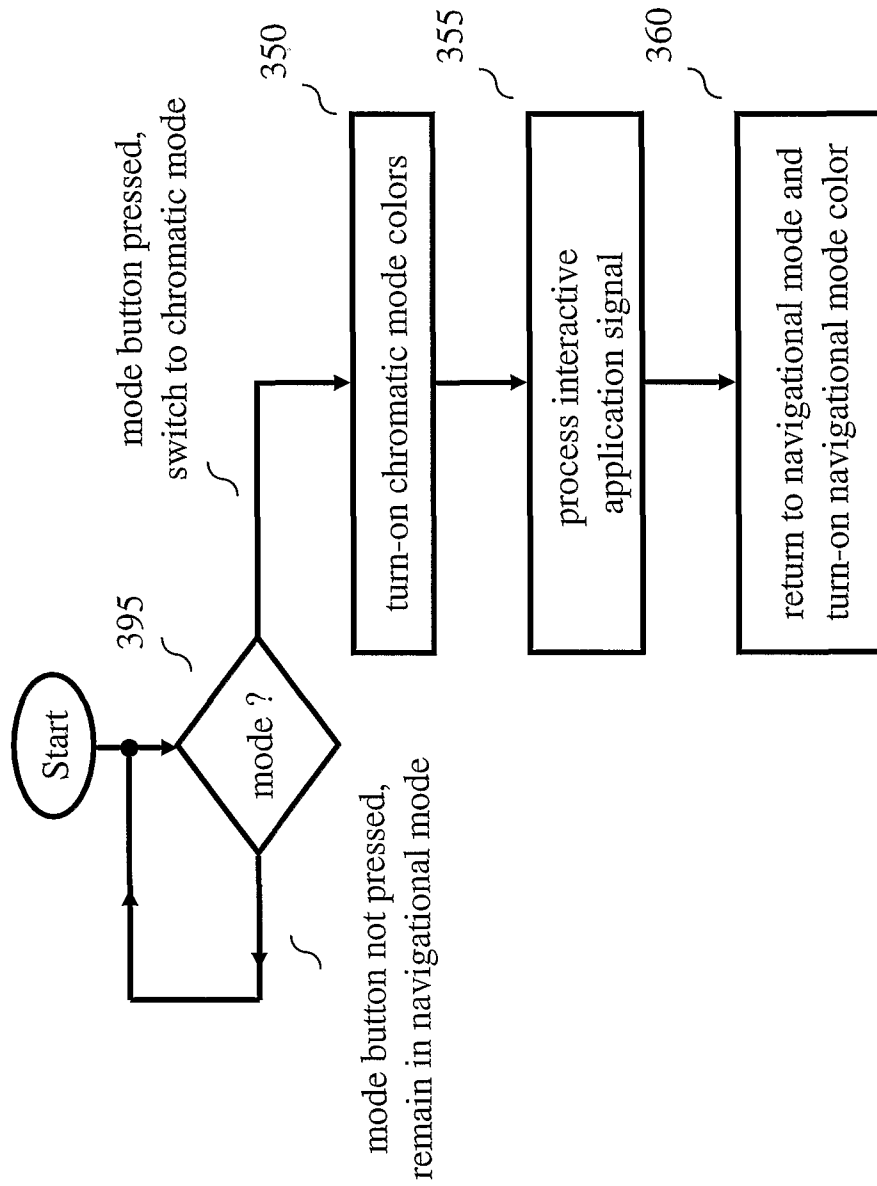 Start
395
mode ?
mode button pressed,
switch to chromatic mode
mode button not pressed,
remain in navigational mode
350
turn-on chromatic mode colors
355
process interactive
application signal
360
return to navigational mode and
turn-on navigational mode color